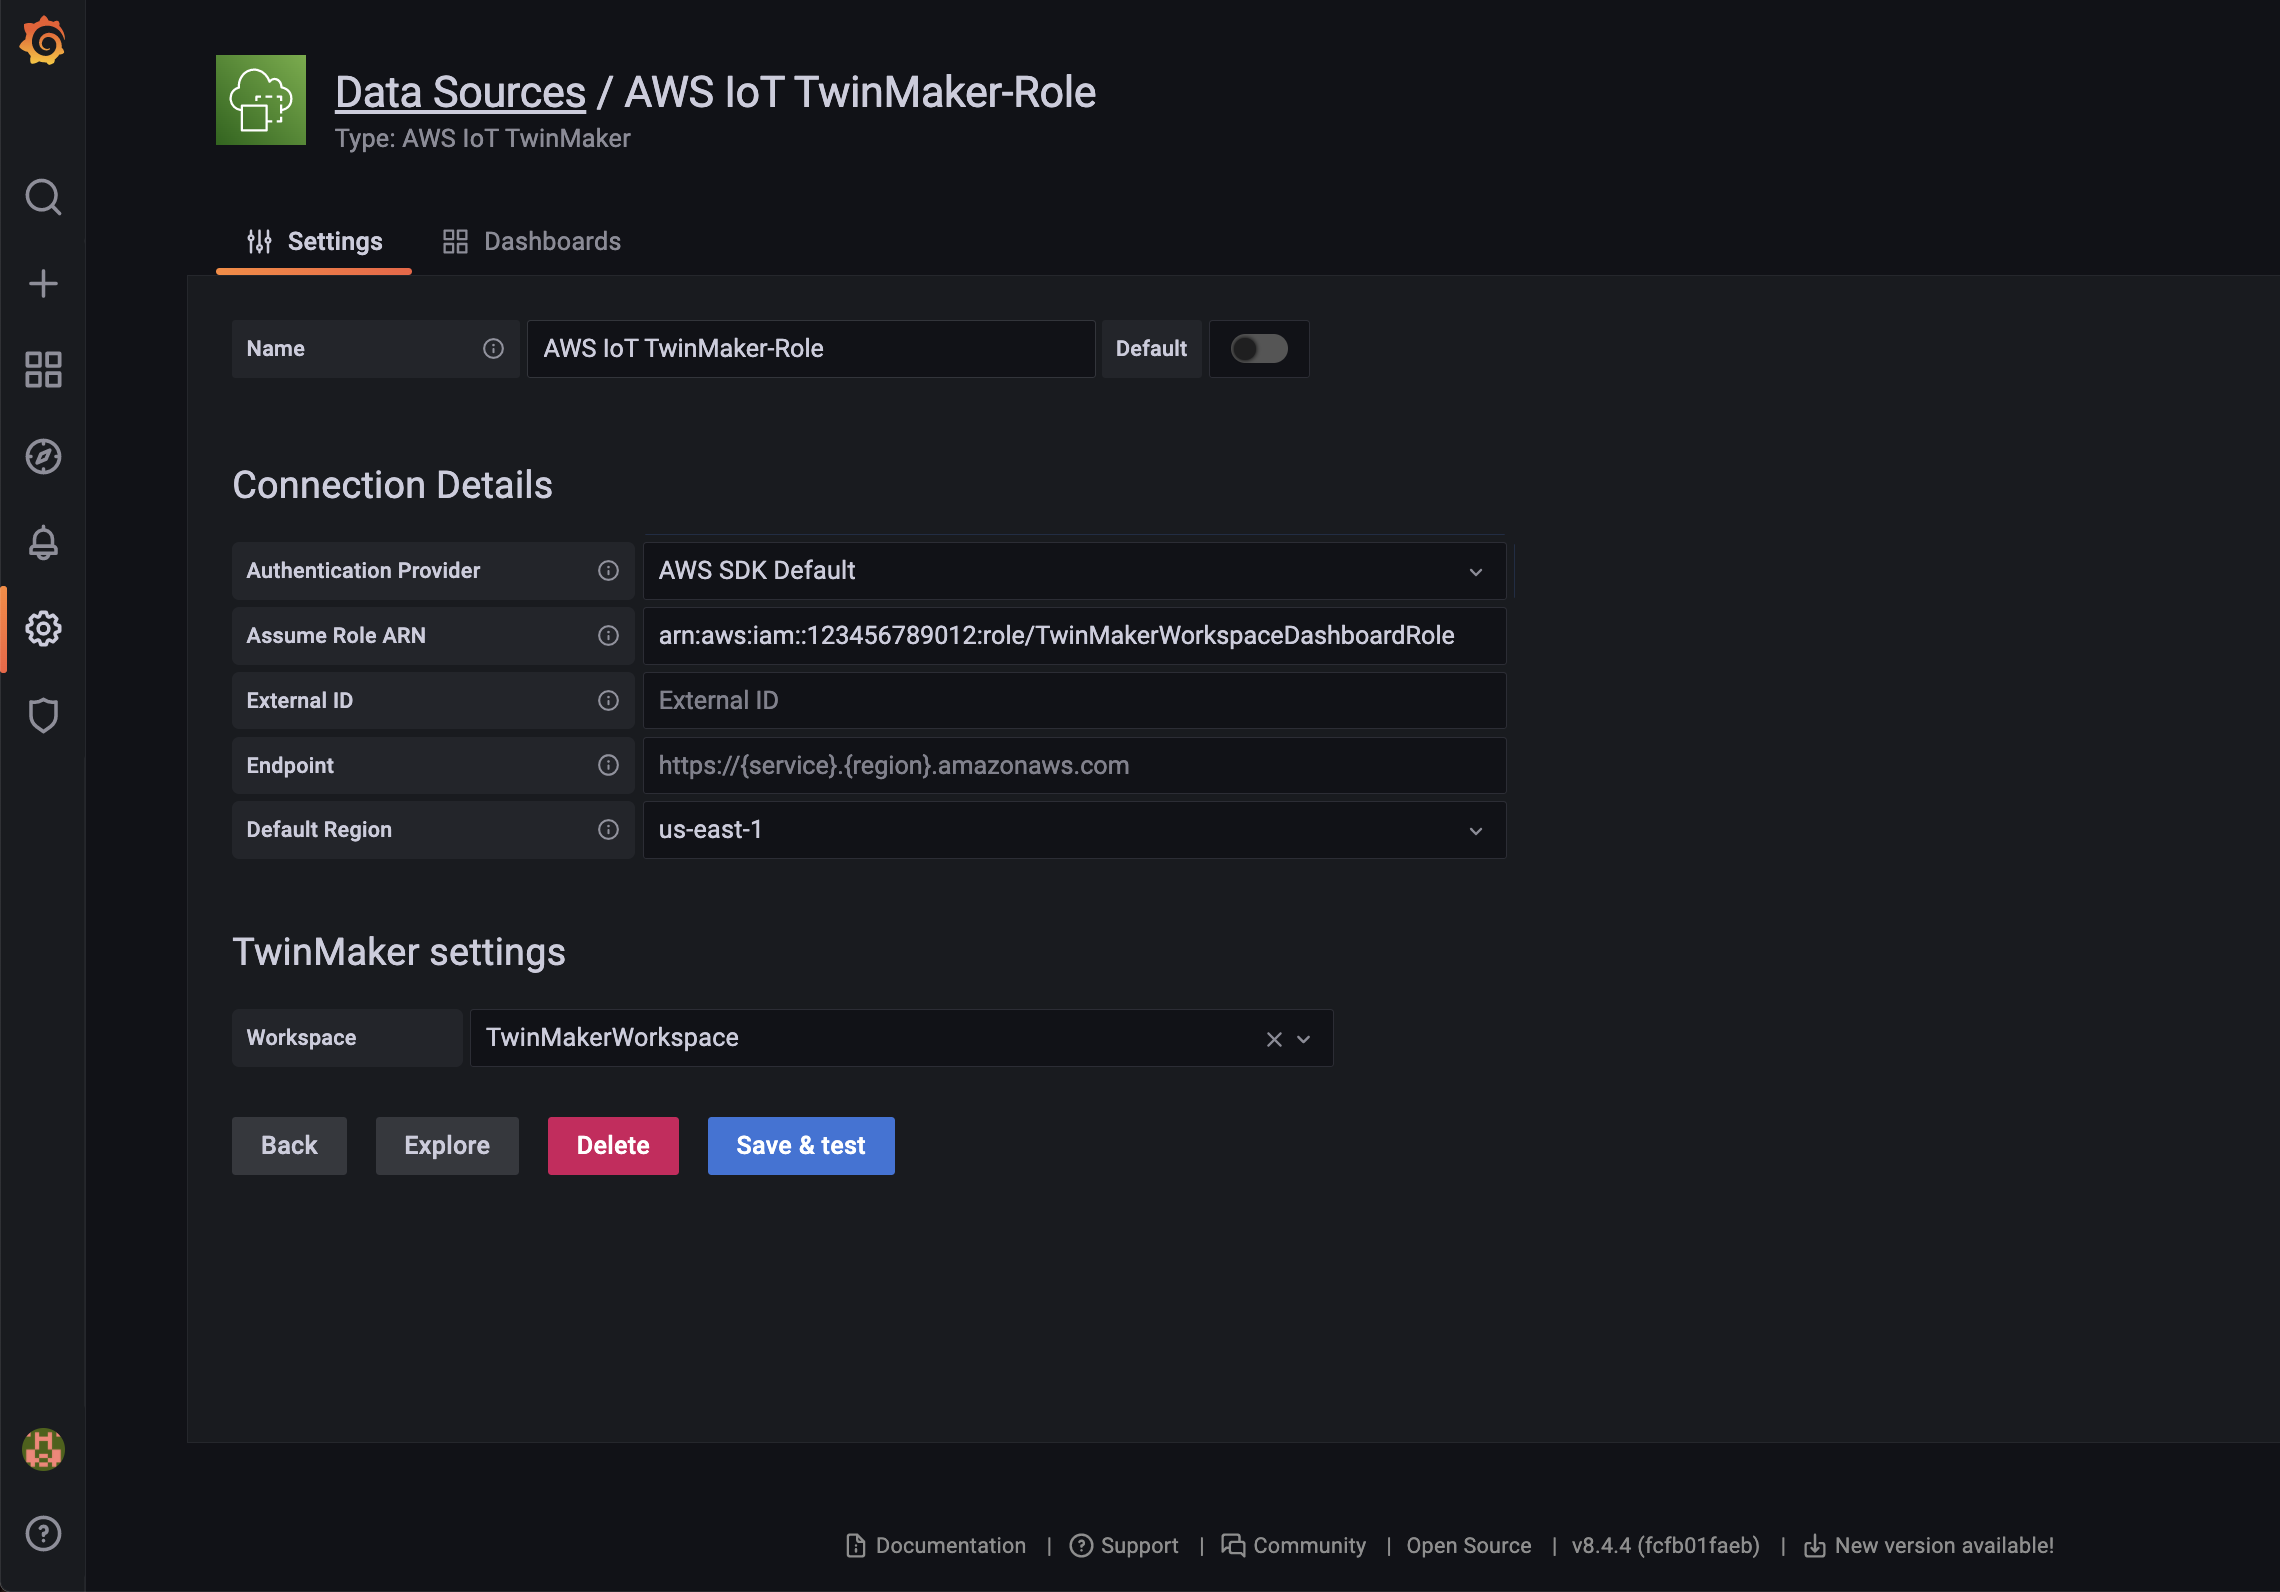 Data Sources / AWS IoT TwinMaker-Role
Type: AWS IoT TwinMaker
Settings Dashboards
Name AWS IoT TwinMaker-Role Default
Connection Details
Authentication Provider AWS SDK Default
Assume Role ARN arn:aws:iam::123456789012:role/TwinMakerWorkspaceDashboardRole
External ID External ID
Endpoint https://{service}.{region}.amazonaws.com
Default Region us-east-1
TwinMaker settings
Workspace TwinMakerWorkspace
Back Explore Delete Save & test
Documentation | Support | Community | Open Source | v8.4.4 (fcfb01faeb) | New version available!